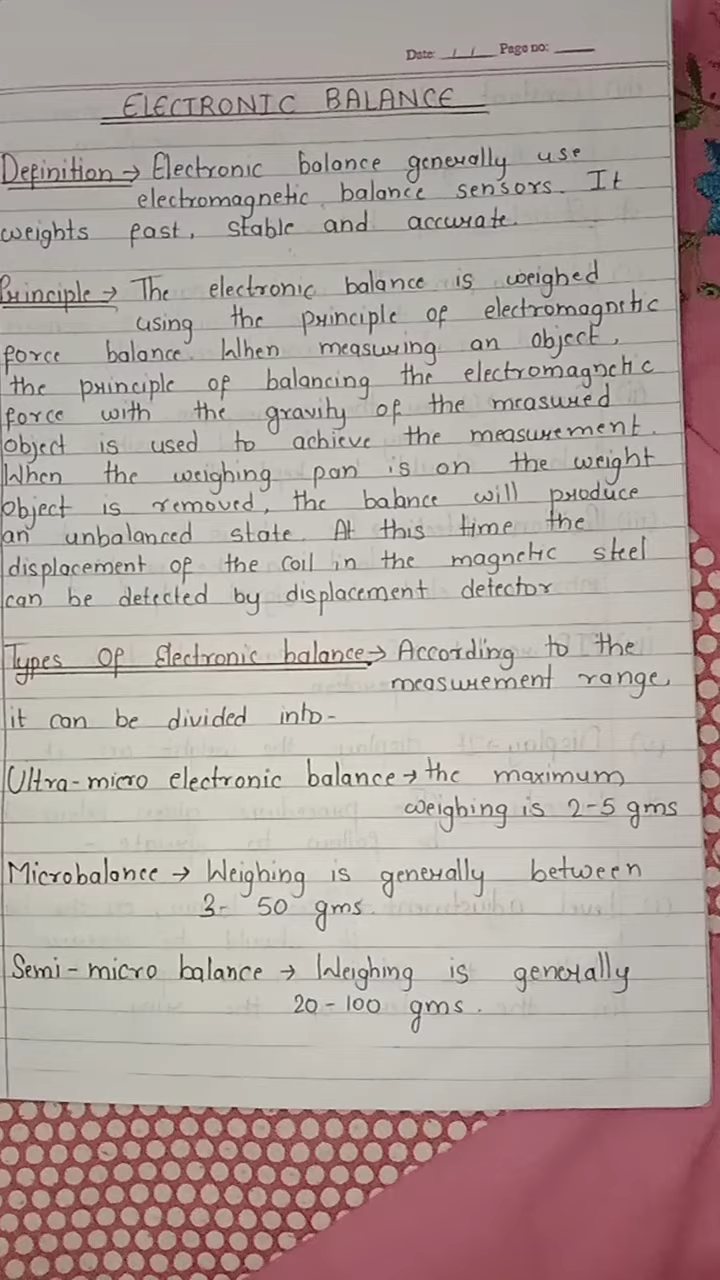 Date: __/__/__ Page no: ____
ELECTRONIC BALANCE
Definition → Electronic balance generally use
electromagnetic balance sensors. It
weights fast, stable and accurate.
Principle → The electronic balance is weighed
using the principle of electromagnetic
force balance. When measuring an object,
the principle of balancing the electromagnetic
force with the gravity of the measured
object is used to achieve the measurement.
When the weighing pan is on the weight
object is removed, the balance will produce
an unbalanced state. At this time the
displacement of the coil in the magnetic steel
can be detected by displacement detector
Types of Electronic balance → According to the
measurement range,
it can be divided into-
Ultra-micro electronic balance → the maximum
weighing is 2-5 gms
Microbalance → Weighing is generally between
3- 50 gms.
Semi-micro balance → Weighing is generally
20-100 gms.